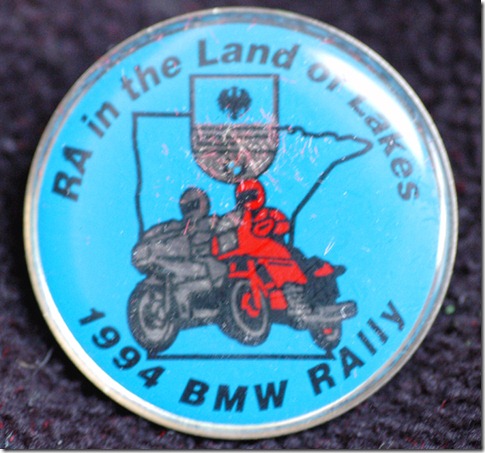 RA in the Land of Lakes
1994 BMW RAlly